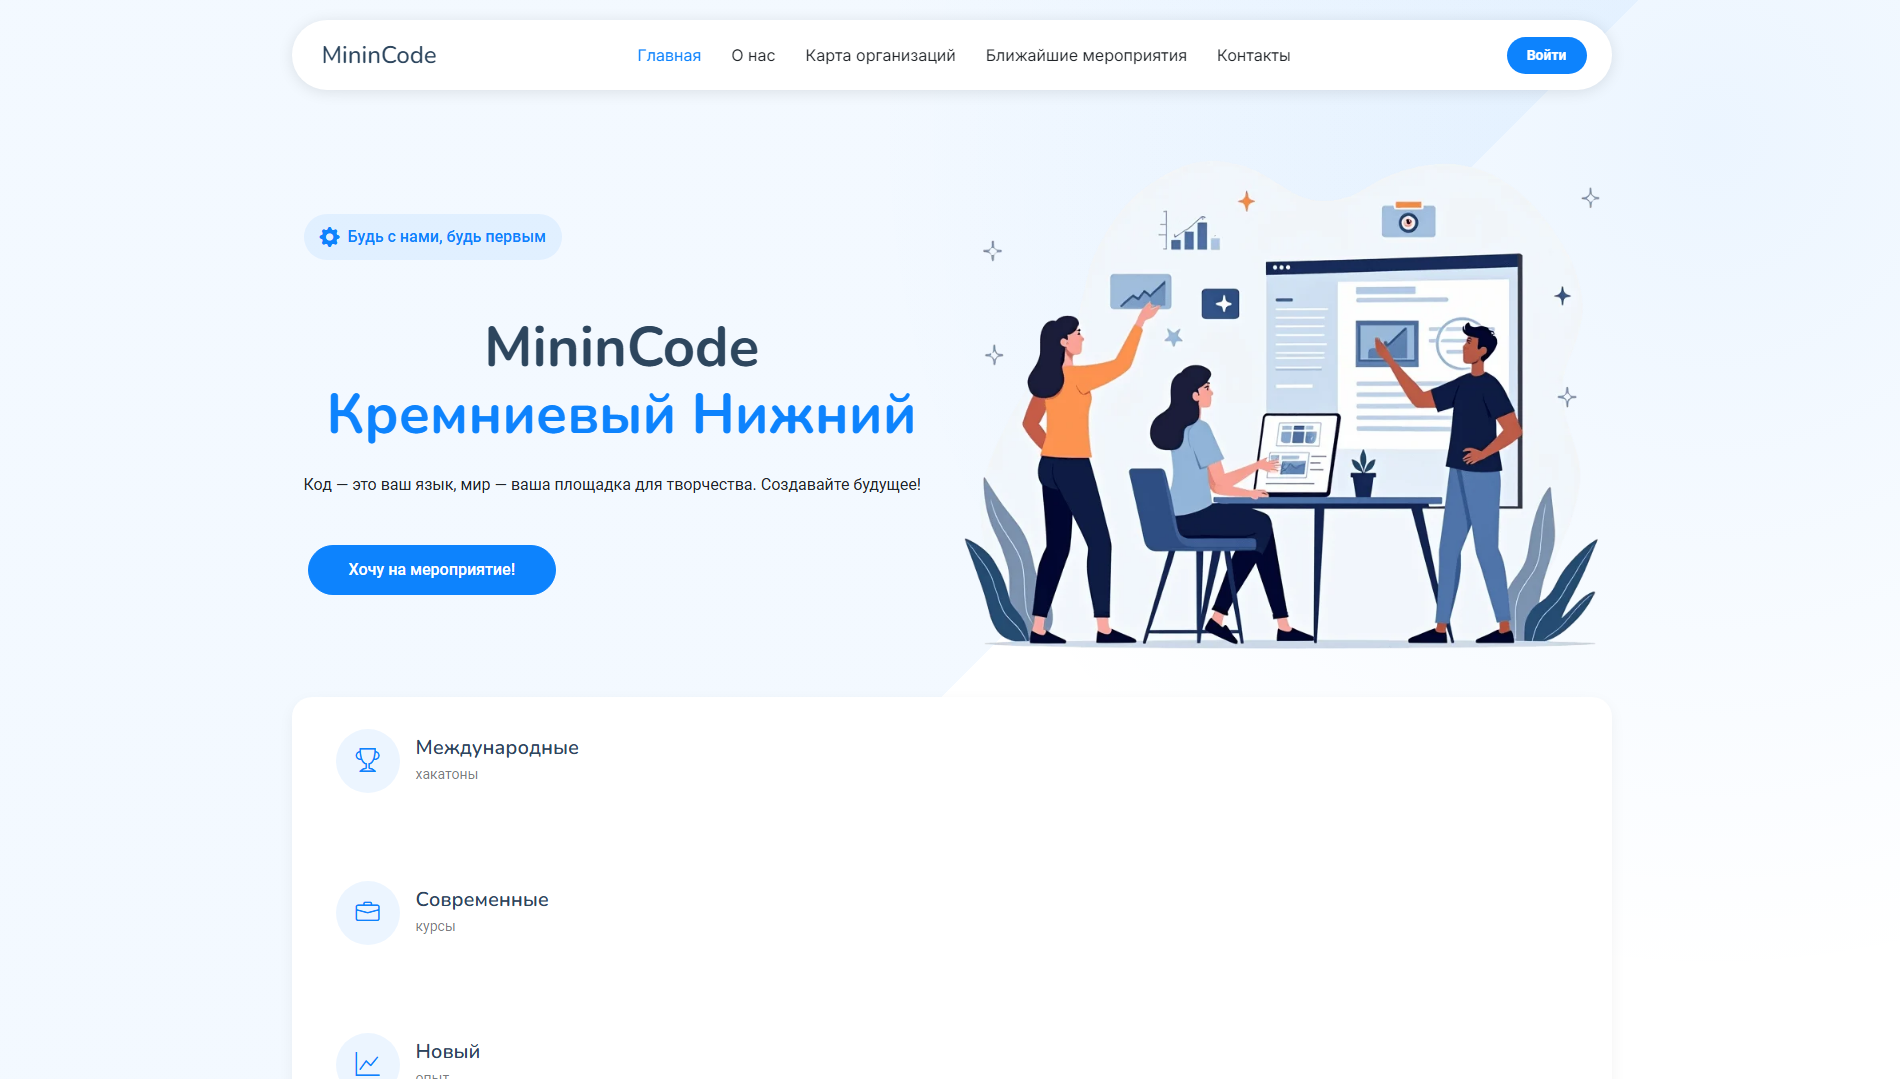 MininCode
Главная
О нас
Карта организаций
Ближайшие мероприятия
Контакты
Войти
Будь с нами, будь первым
MininCode
Кремниевый Нижний
Код — это ваш язык, мир — ваша площадка для творчества. Создавайте будущее!
Хочу на мероприятие!
Международные
хакатоны
Современные
курсы
Новый
опыт